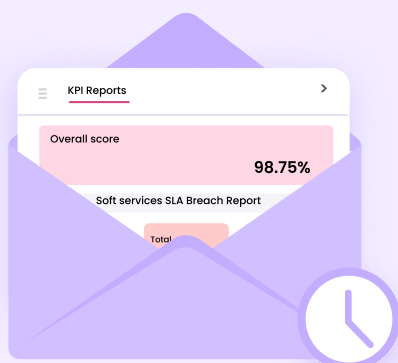 KPI Reports
Overall score
98.75%
Soft services SLA Breach Report
Total